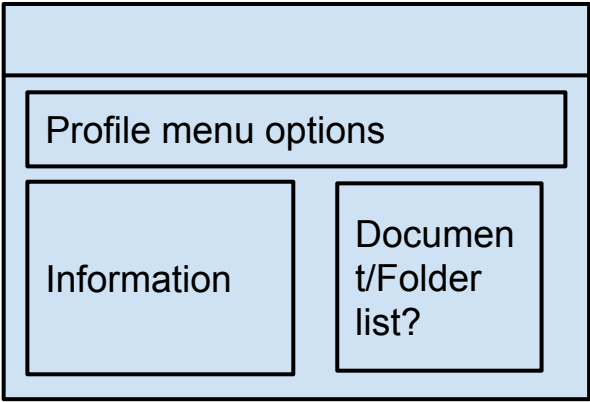 Profile menu options
Information
Documen
t/Folder
list?